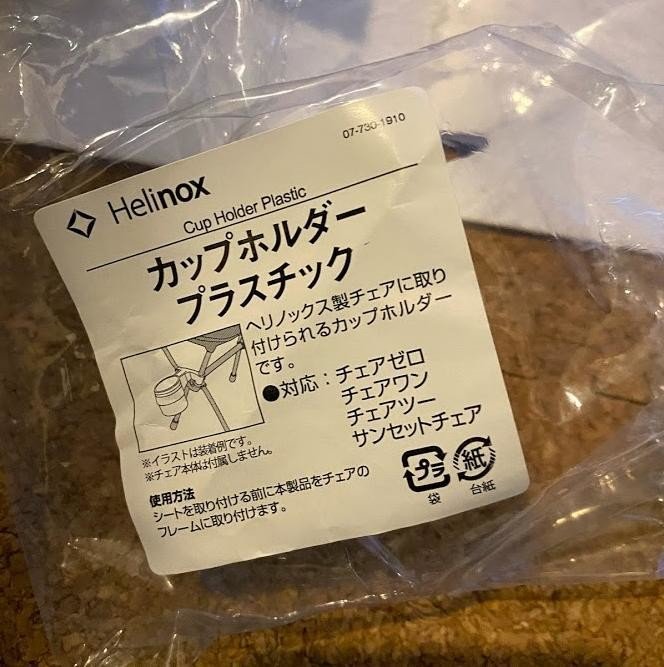 07-730-1910
Helinox
Cup Holder Plastic
カップホルダー
プラスチック
ヘリノックス製チェアに取り
付けられるカップホルダー
です。
●対応：チェアゼロ
チェアワン
チェアツー
サンセットチェア
※イラストは装着例です。
※チェア本体は付属しません。
プラ 紙
袋 台紙
使用方法
シートを取り付ける前に本製品をチェアの
フレームに取り付けます。